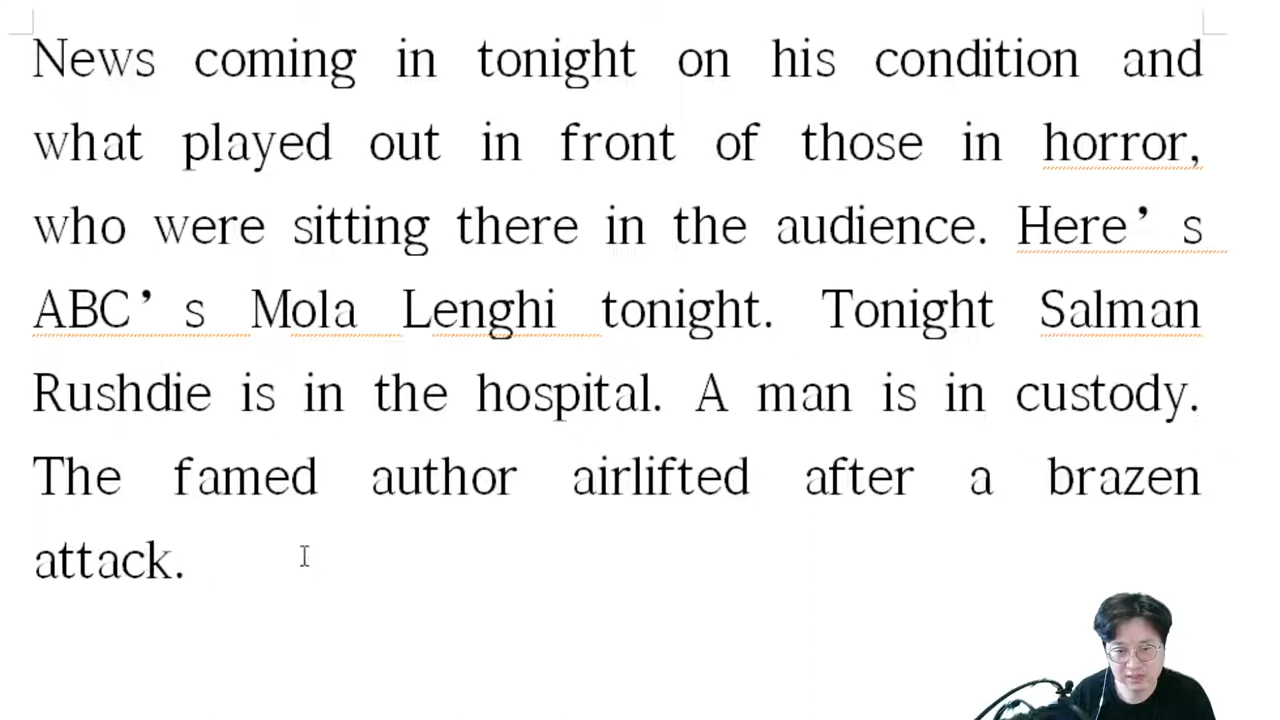 News coming in tonight on his condition and
what played out in front of those in horror,
who were sitting there in the audience. Here’s
ABC’s Mola Lenghi tonight. Tonight Salman
Rushdie is in the hospital. A man is in custody.
The famed author airlifted after a brazen
attack.